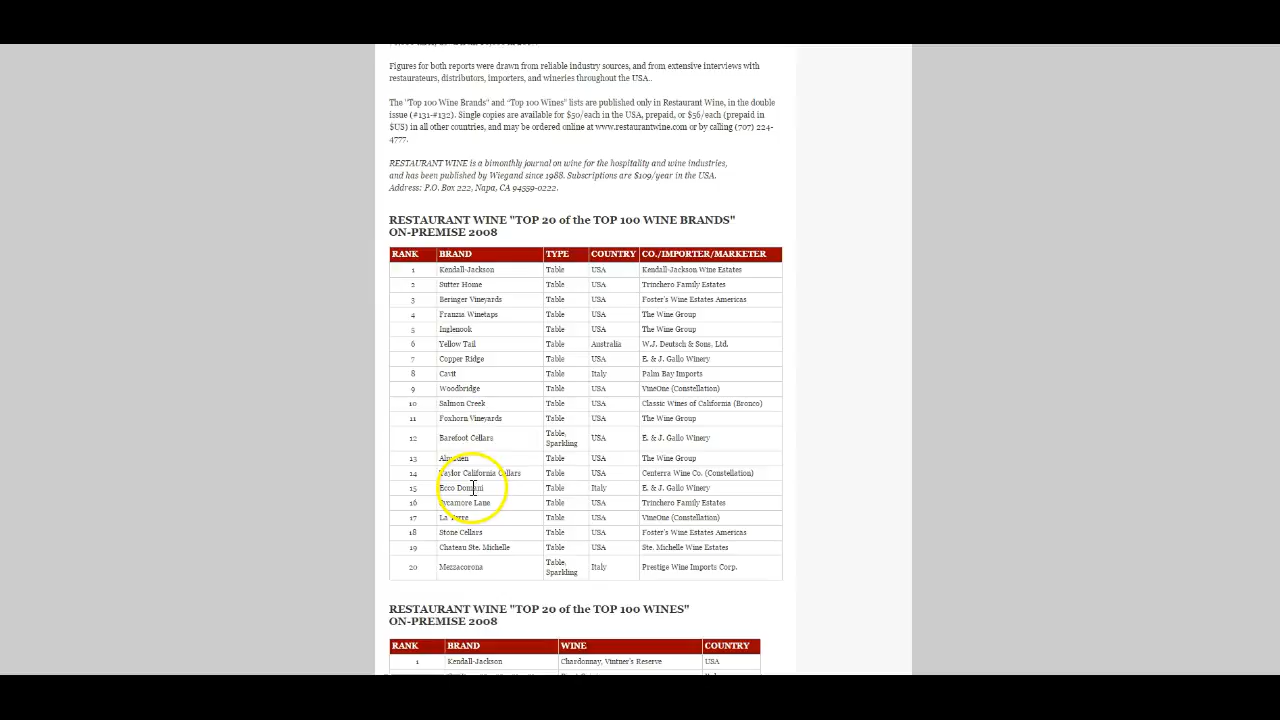 Figures for both reports were drawn from reliable industry sources, and from extensive interviews with
restaurateurs, distributors, importers, and wineries throughout the USA..
The "Top 100 Wine Brands" and "Top 100 Wines" lists are published only in Restaurant Wine, in the double
issue (#131-#132). Single copies are available for $50/each in the USA, prepaid, or $56/each (prepaid in
$US) in all other countries, and may be ordered online at www.restaurantwine.com or by calling (707) 224-
4777.
RESTAURANT WINE is a bimonthly journal on wine for the hospitality and wine industries,
and has been published by Wiegand since 1988. Subscriptions are $109/year in the USA.
Address: P.O. Box 222, Napa, CA 94559-0222.
RESTAURANT WINE "TOP 20 of the TOP 100 WINE BRANDS"
ON-PREMISE 2008
RANK BRAND TYPE COUNTRY CO./IMPORTER/MARKETER
1 Kendall-Jackson Table USA Kendall-Jackson Wine Estates
2 Sutter Home Table USA Trinchero Family Estates
3 Beringer Vineyards Table USA Foster's Wine Estates Americas
4 Franzia Winetaps Table USA The Wine Group
5 Inglenook Table USA The Wine Group
6 Yellow Tail Table Australia W.J. Deutsch & Sons. Ltd.
7 Copper Ridge Table USA E. & J. Gallo Winery
8 Cavit Table Italy Palm Bay Imports
9 Woodbridge Table USA VineOne (Constellation)
10 Salmon Creek Table USA Classic Wines of California (Bronco)
11 Foxhorn Vineyards Table USA The Wine Group
12 Barefoot Cellars Table, Sparkling USA E. & J. Gallo Winery
13 Almaden Table USA The Wine Group
14 Taylor California Cellars Table USA Centerra Wine Co. (Constellation)
15 Ecco Domani Table Italy E. & J. Gallo Winery
16 Sycamore Lane Table USA Trinchero Family Estates
17 La Terre Table USA VineOne (Constellation)
18 Stone Cellars Table USA Foster's Wine Estates Americas
19 Chateau Ste. Michelle Table USA Ste. Michelle Wine Estates
20 Mezzacorona Table, Sparkling Italy Prestige Wine Imports Corp.
RESTAURANT WINE "TOP 20 of the TOP 100 WINES"
ON-PREMISE 2008
RANK BRAND WINE COUNTRY
1 Kendall-Jackson Chardonnay, Vintner's Reserve USA